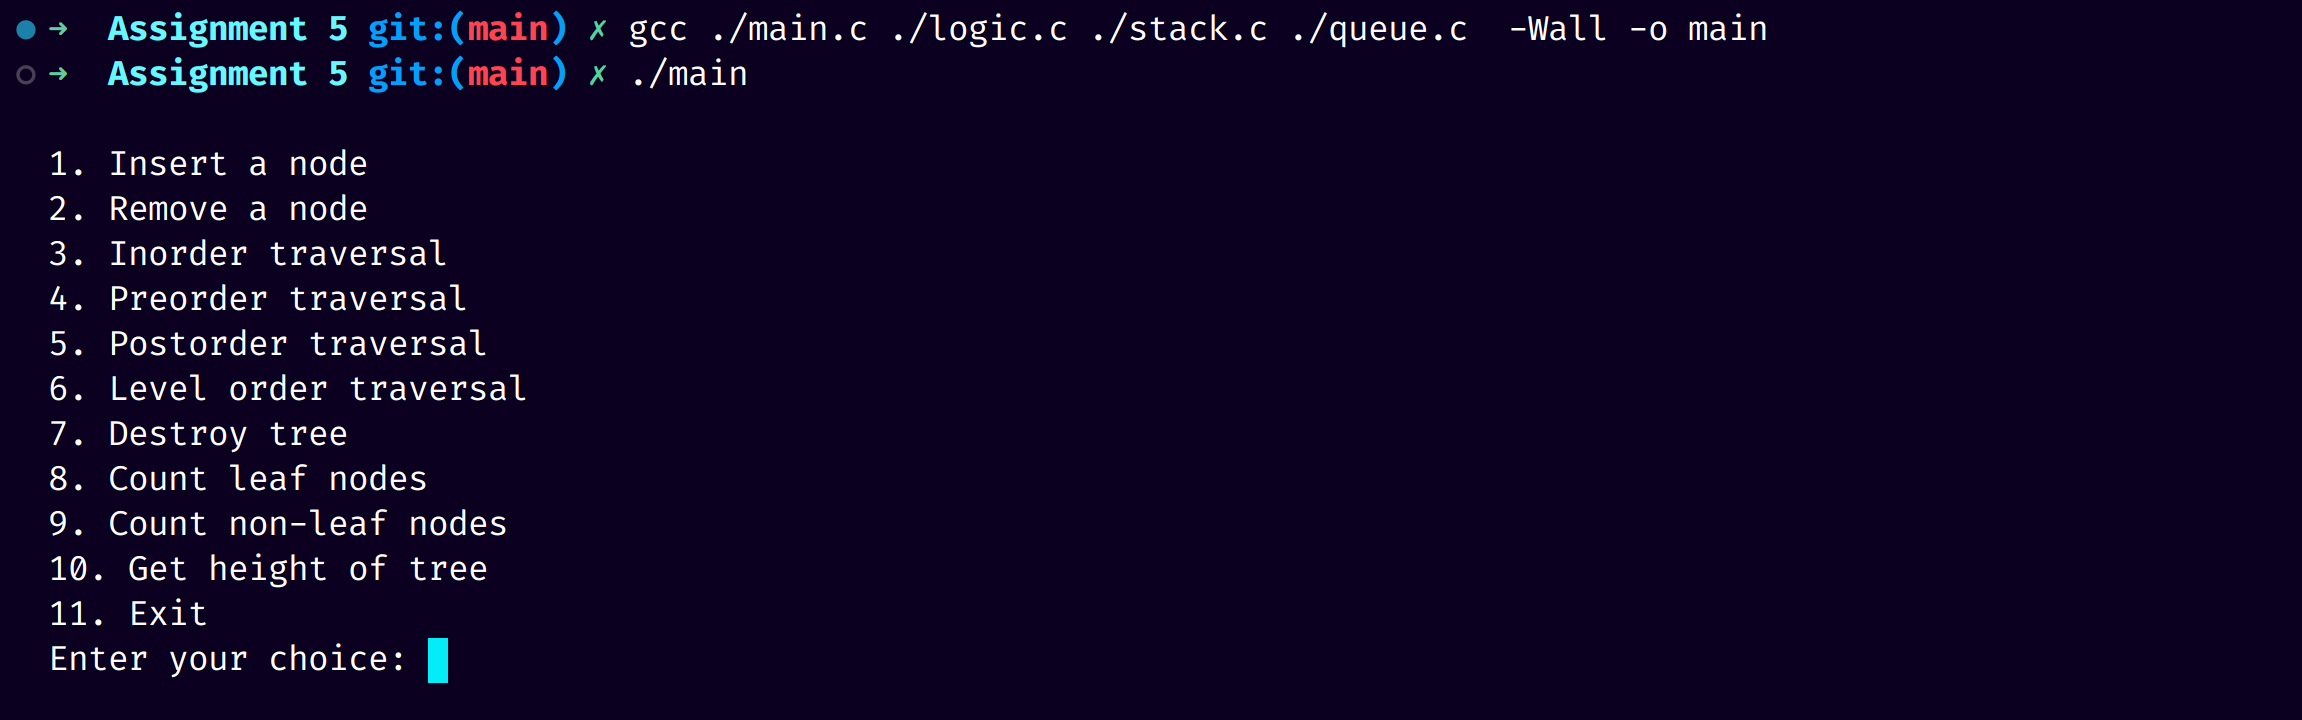 ➜ Assignment 5 git:(main) ✗ gcc ./main.c ./logic.c ./stack.c ./queue.c  -Wall -o main
➜ Assignment 5 git:(main) ✗ ./main
1. Insert a node
2. Remove a node
3. Inorder traversal
4. Preorder traversal
5. Postorder traversal
6. Level order traversal
7. Destroy tree
8. Count leaf nodes
9. Count non-leaf nodes
10. Get height of tree
11. Exit
Enter your choice: